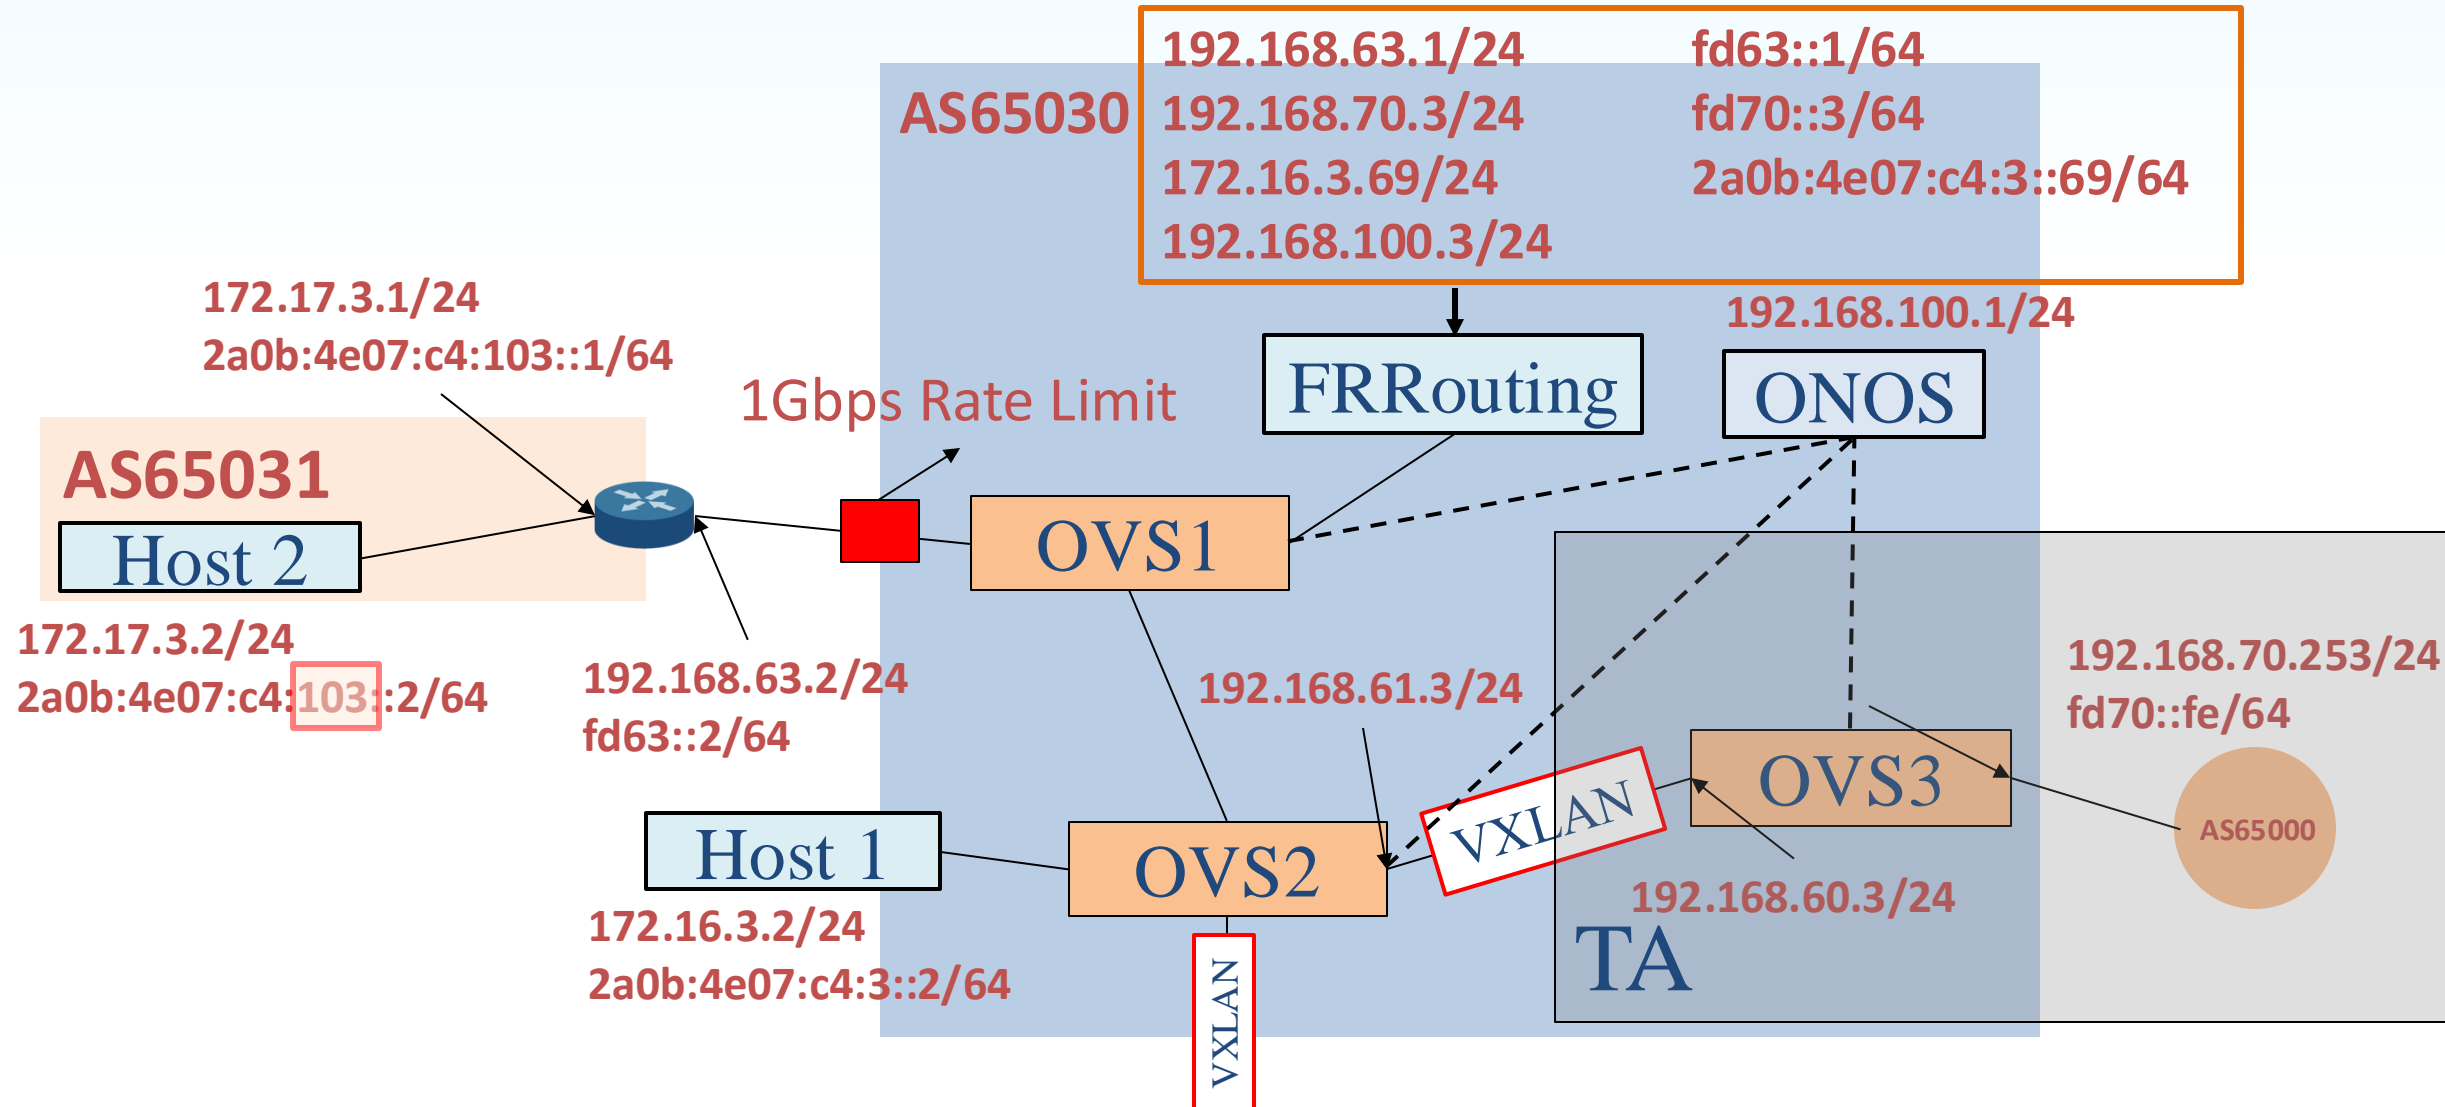 192.168.63.1/24 fd63::1/64
AS65030 192.168.70.3/24 fd70::3/64
172.16.3.69/24 2a0b:4e07:c4:3::69/64
192.168.100.3/24
172.17.3.1/24
2a0b:4e07:c4:103::1/64
192.168.100.1/24
1Gbps Rate Limit
FRRouting
ONOS
AS65031
Host 2
OVS1
172.17.3.2/24
2a0b:4e07:c4:103::2/64
192.168.63.2/24
fd63::2/64
192.168.61.3/24
192.168.70.253/24
fd70::fe/64
VXLAN
OVS3
AS65000
Host 1
OVS2
192.168.60.3/24
TA
172.16.3.2/24
2a0b:4e07:c4:3::2/64
VXLAN